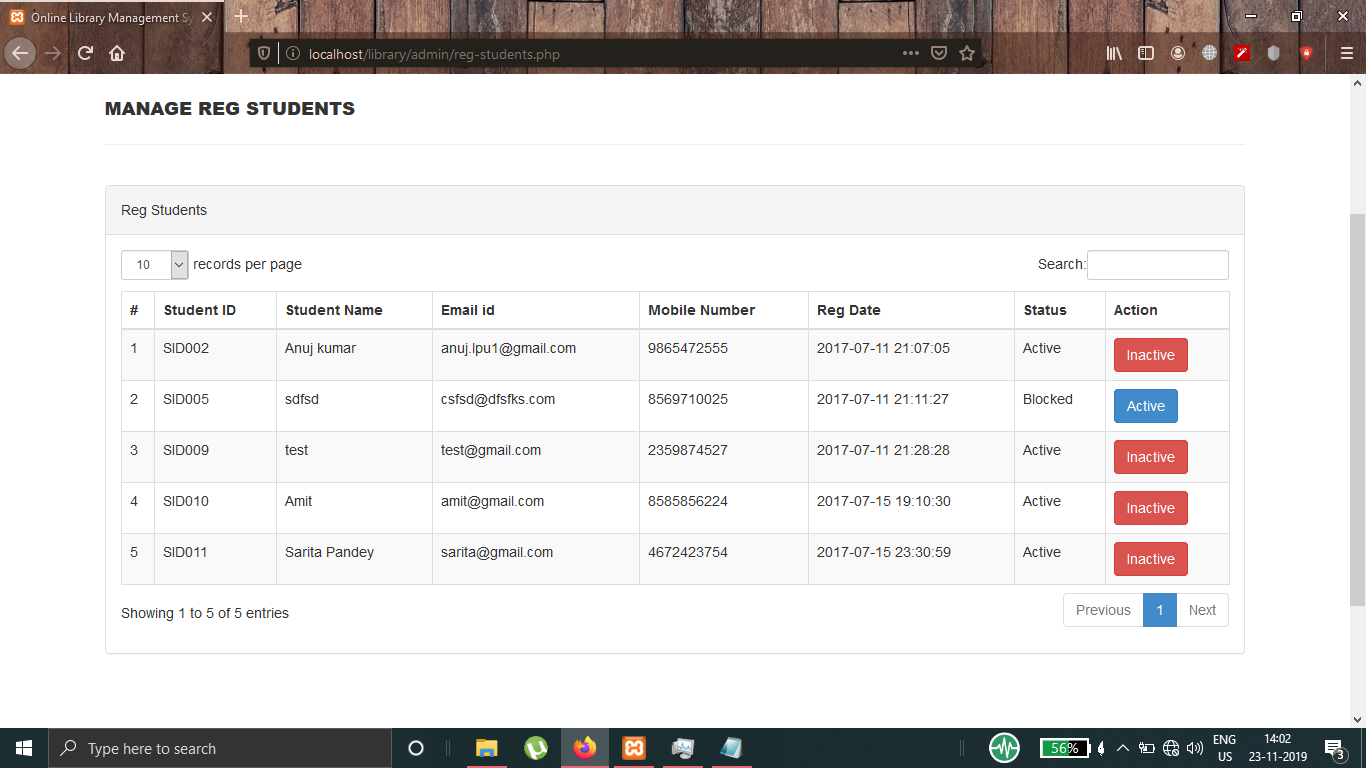 Online Library Management Sy
localhost/library/admin/reg-students.php
MANAGE REG STUDENTS
Reg Students
10 records per page Search:
# Student ID Student Name Email id Mobile Number Reg Date Status Action
1 SID002 Anuj kumar anuj.lpu1@gmail.com 9865472555 2017-07-11 21:07:05 Active Inactive
2 SID005 sdfsd csfsd@dfsfks.com 8569710025 2017-07-11 21:11:27 Blocked Active
3 SID009 test test@gmail.com 2359874527 2017-07-11 21:28:28 Active Inactive
4 SID010 Amit amit@gmail.com 8585856224 2017-07-15 19:10:30 Active Inactive
5 SID011 Sarita Pandey sarita@gmail.com 4672423754 2017-07-15 23:30:59 Active Inactive
Showing 1 to 5 of 5 entries Previous 1 Next
Type here to search 56% ENG 14:02
US 23-11-2019 3